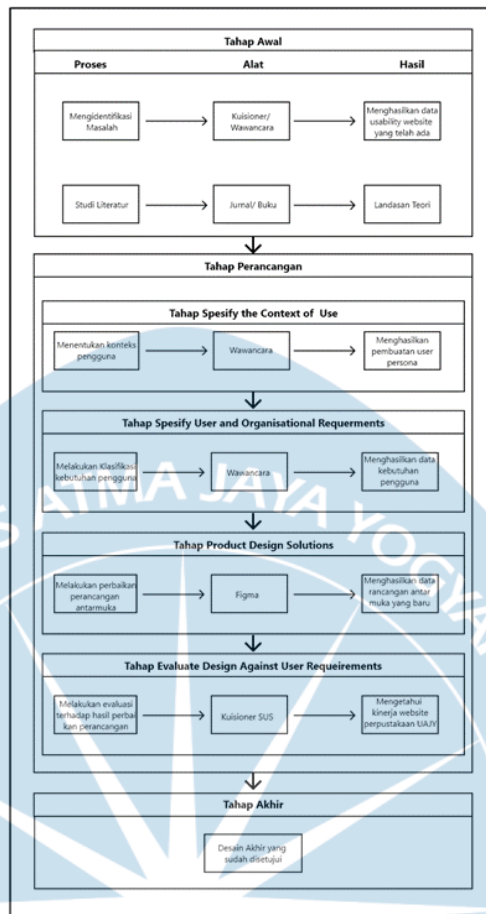 Tahap Awal
Proses Alat Hasil
Mengidentifikasi
Masalah
Kuisioner/
Wawancara
Menghasilkan data
usability website
yang telah ada
Studi Literatur
Jurnal/ Buku
Landasan Teori
Tahap Perancangan
Tahap Spesify the Context of Use
Menentukan konteks
pengguna
Wawancara
Menghasilkan
pembuatan user
persona
Tahap Spesify User and Organisational Requerments
Melakukan Klasifikasi
kebutuhan pengguna
Wawancara
Menghasilkan data
kebutuhan
pengguna
Tahap Product Design Solutions
Melakukan perbaikan
perancangan
antarmuka
Figma
Menghasilkan data
rancangan antar
muka yang baru
Tahap Evaluate Design Against User Requeirements
Melakukan evaluasi
terhadap hasil perbai
kan perancangan
Kuisioner SUS
Mengetahui
kinerja website
perpustakaan UAJY
Tahap Akhir
Desain Akhir yang
sudah disetujui
S ATMA JAYA YOGYA